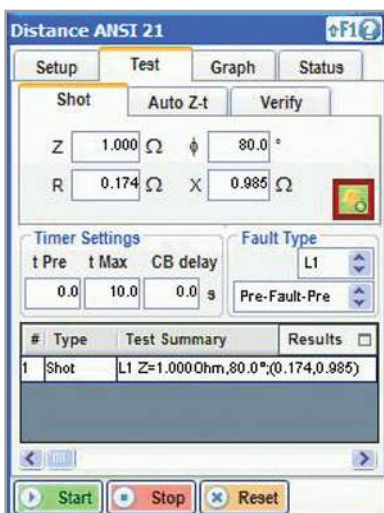 Distance ANSI 21 F1
Setup Test Graph Status
Shot Auto Z-t Verify
Z 1.000 Ω ϕ 80.0 °
R 0.174 Ω X 0.985 Ω
Timer Settings Fault Type
t Pre t Max CB delay L1
0.0 10.0 0.0 s Pre-Fault-Pre
# Type Test Summary Results
1 Shot L1 Z=1.000Ohm,80.0°;(0.174,0.985)
Start Stop Reset